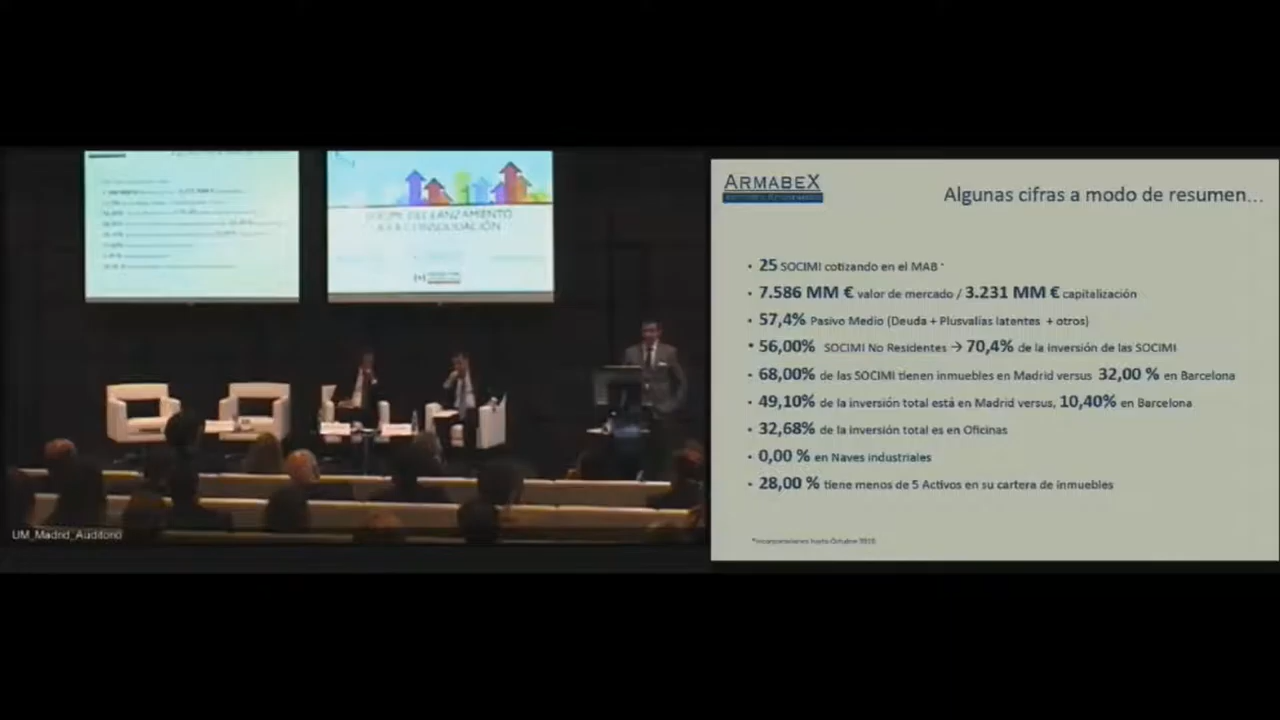 SOCIMI: DEL LANZAMIENTO
A LA CONSOLIDACIÓN
UM_Madrid_Auditorio
ARMABEX
Algunas cifras a modo de resumen...
• 25 SOCIMI cotizando en el MAB *
• 7.586 MM € valor de mercado / 3.231 MM € capitalización
• 57,4% Pasivo Medio (Deuda + Plusvalías latentes + otros)
• 56,00% SOCIMI No Residentes → 70,4% de la inversión de las SOCIMI
• 68,00% de las SOCIMI tienen inmuebles en Madrid versus 32,00 % en Barcelona
• 49,10% de la inversión total está en Madrid versus, 10,40% en Barcelona
• 32,68% de la inversión total es en Oficinas
• 0,00 % en Naves industriales
• 28,00 % tiene menos de 5 Activos en su cartera de inmuebles